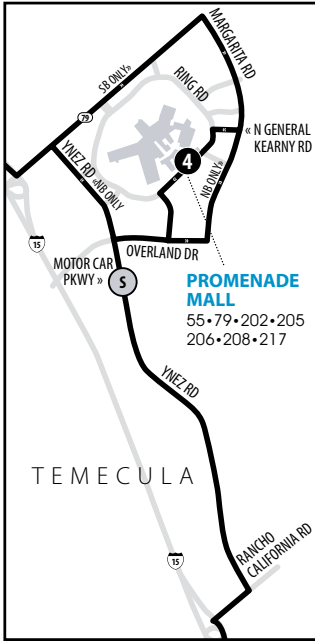 MARGARITA RD
SB ONLY»
79
RING RD
« N GENERAL
KEARNY RD
4
YNEZ RD
«NB ONLY
NB ONLY»
15
MOTOR CAR
PKWY »
OVERLAND DR
S
PROMENADE
MALL
55•79•202•205
206•208•217
YNEZ RD
TEMECULA
RANCHO
CALIFORNIA RD
15